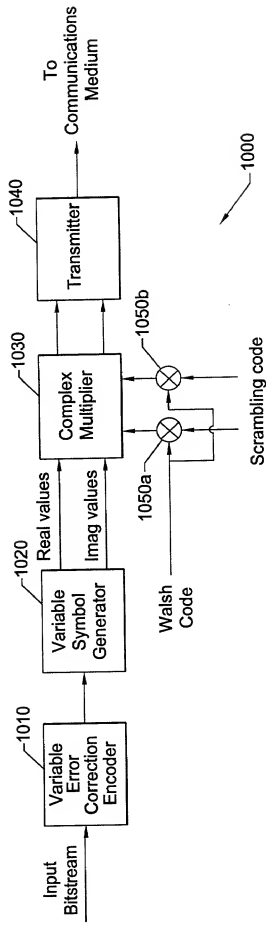 Input
Bitstream
1010
Variable
Error
Correction
Encoder
1020
Variable
Symbol
Generator
Real values
Imag values
1030
Complex
Multiplier
1040
Transmitter
To
Communications
Medium
Walsh
Code
1050a
1050b
Scrambling code
1000